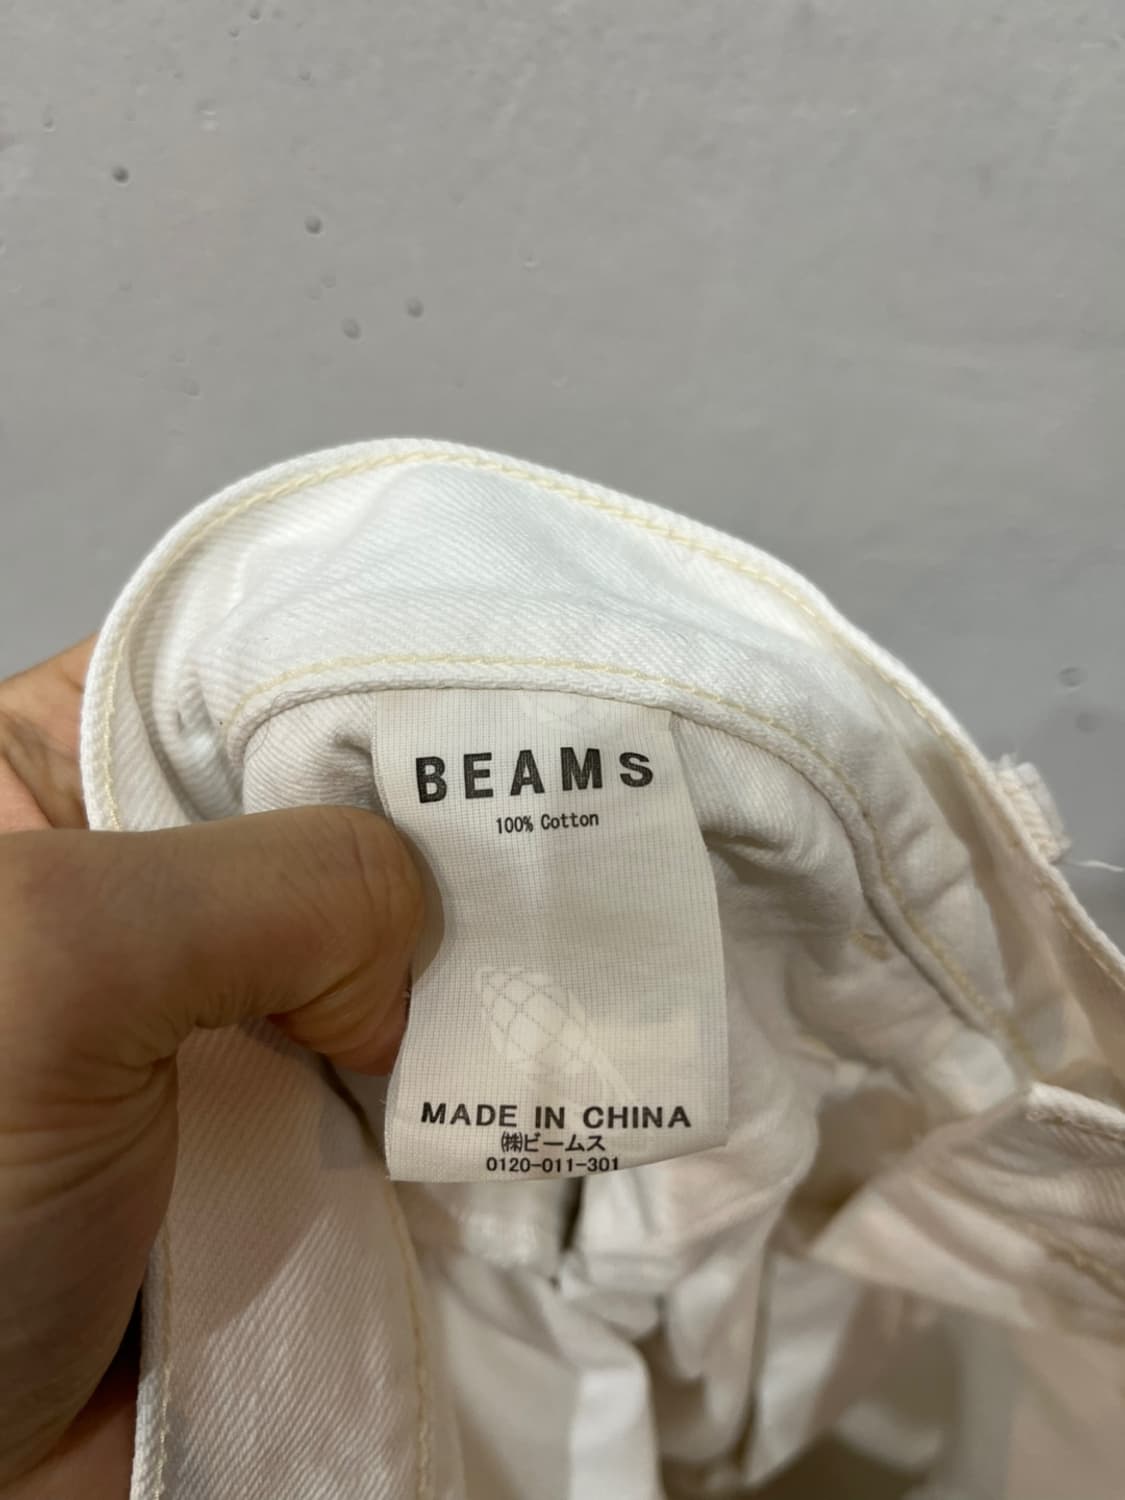 BEAMS
100% Cotton
MADE IN CHINA
㈱ビームス
0120-011-301